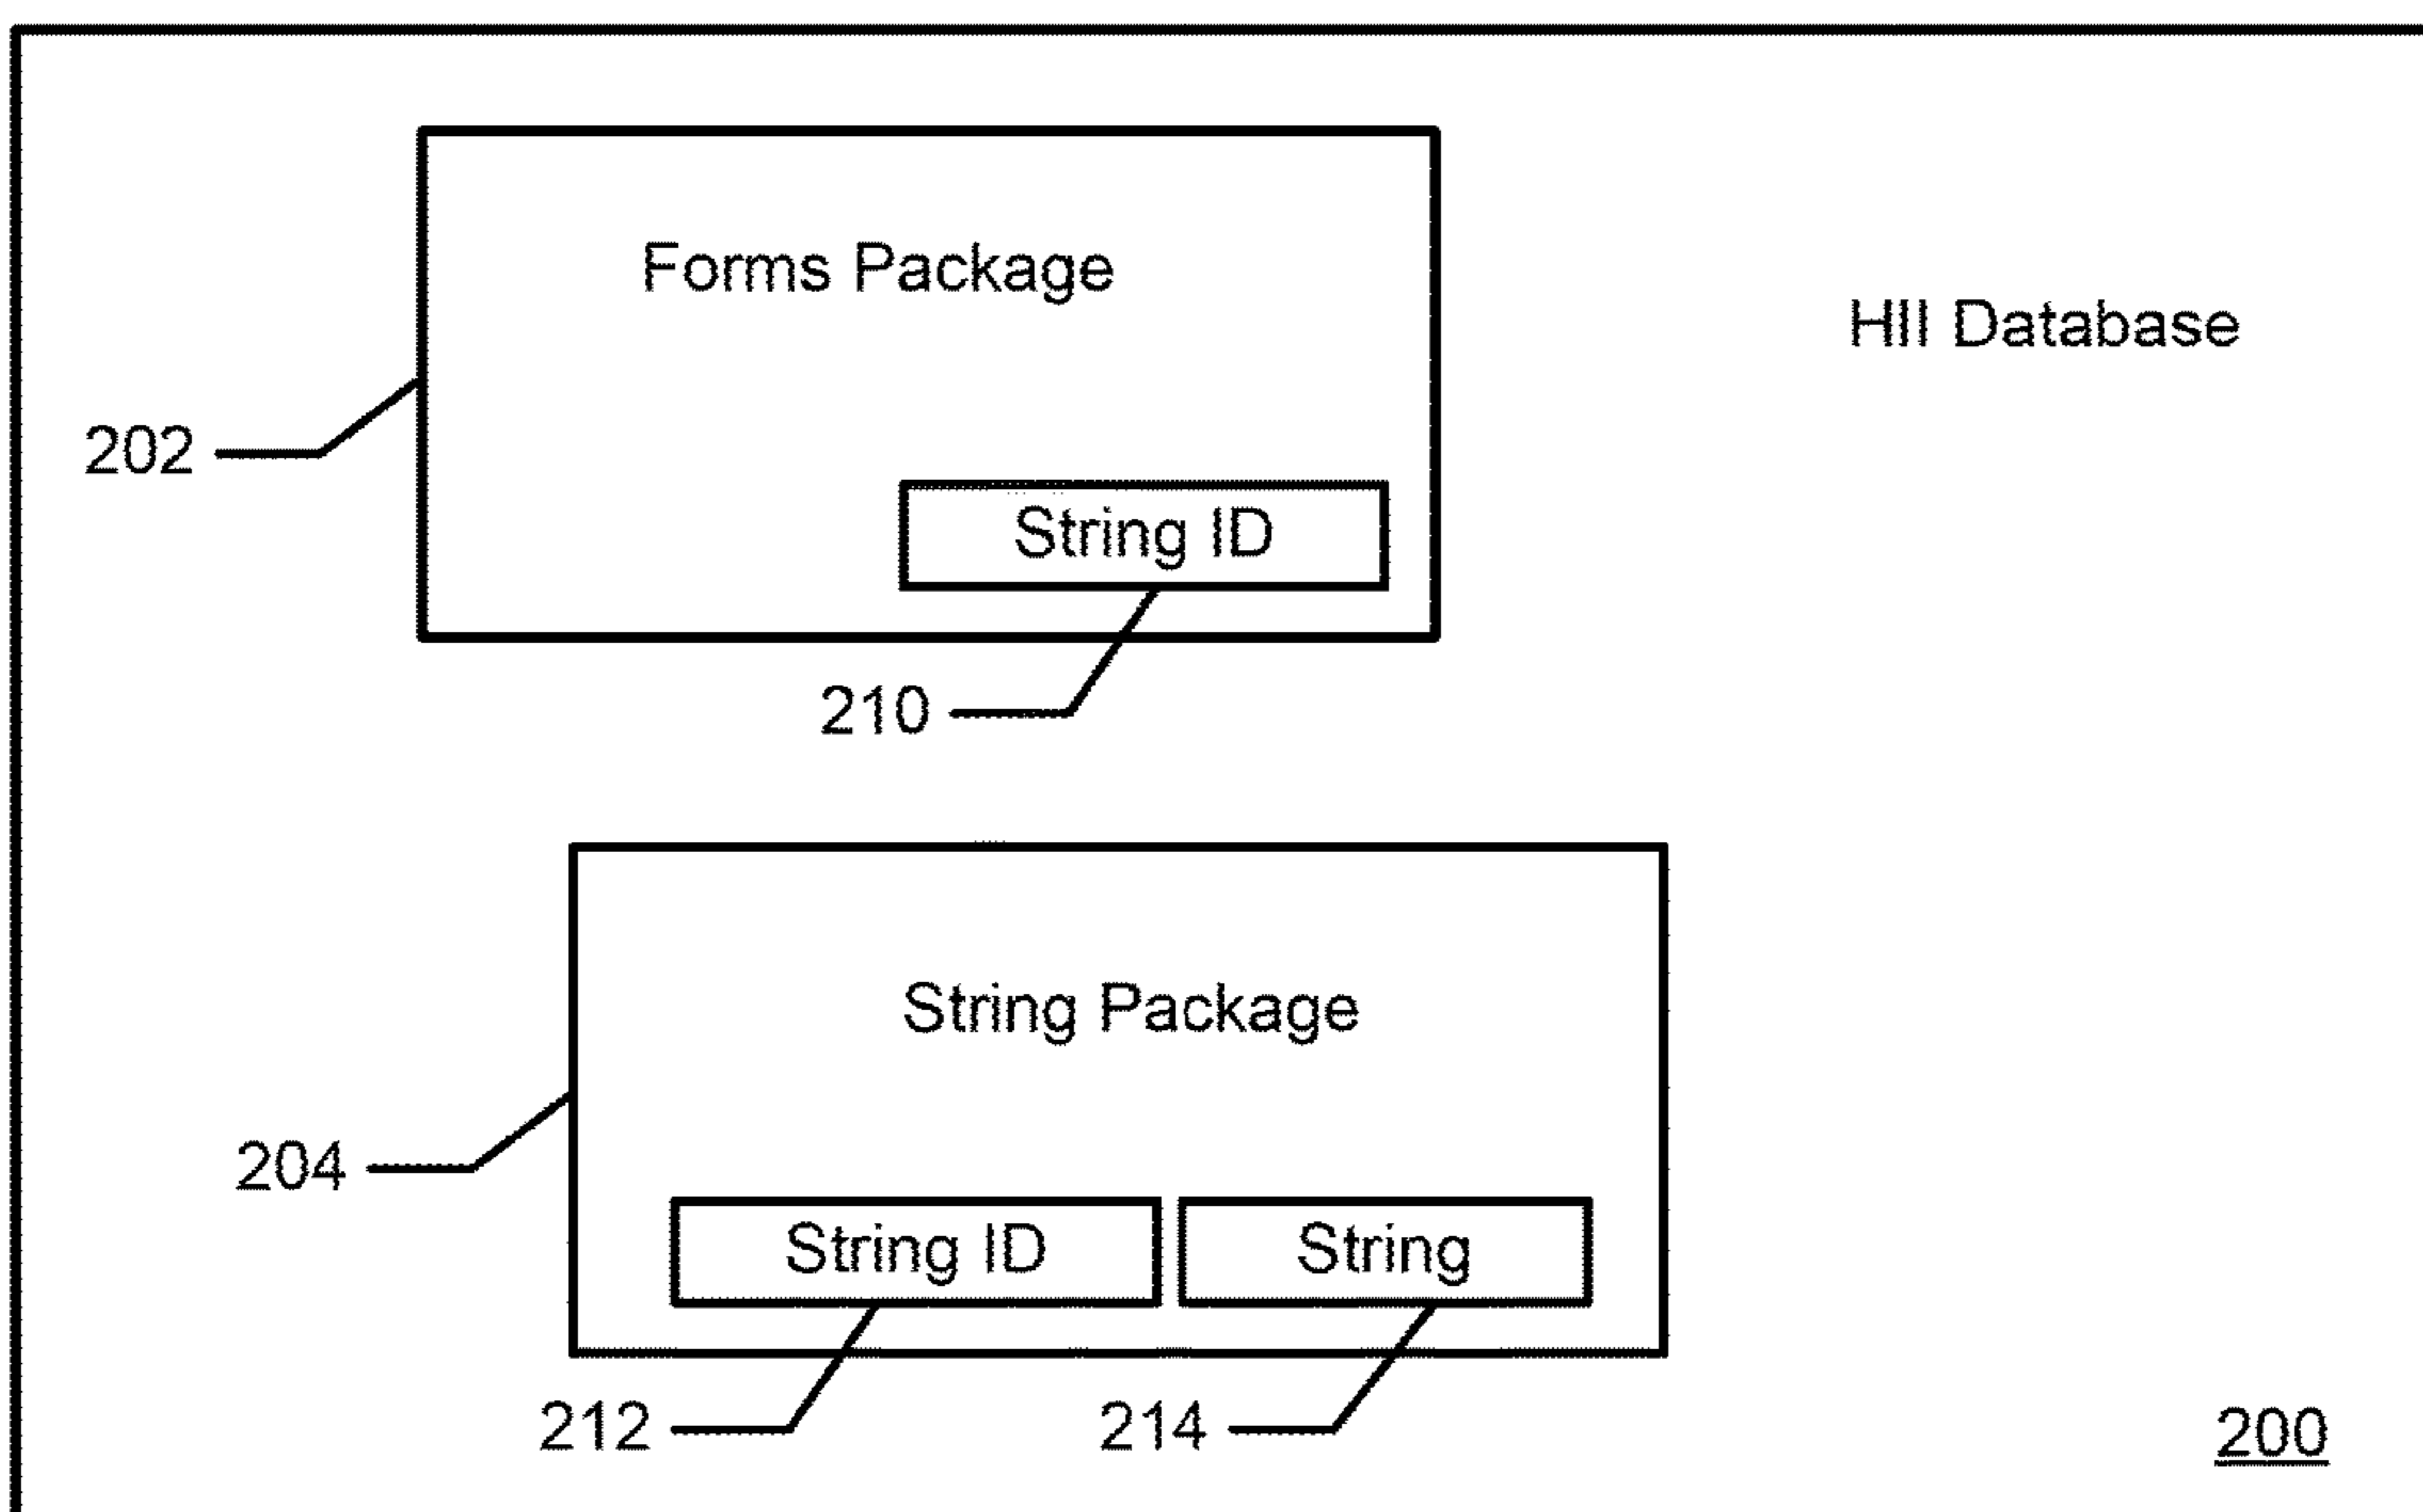 Forms Package
HII Database
202
String ID
210
String Package
204
String ID
String
212
214
200